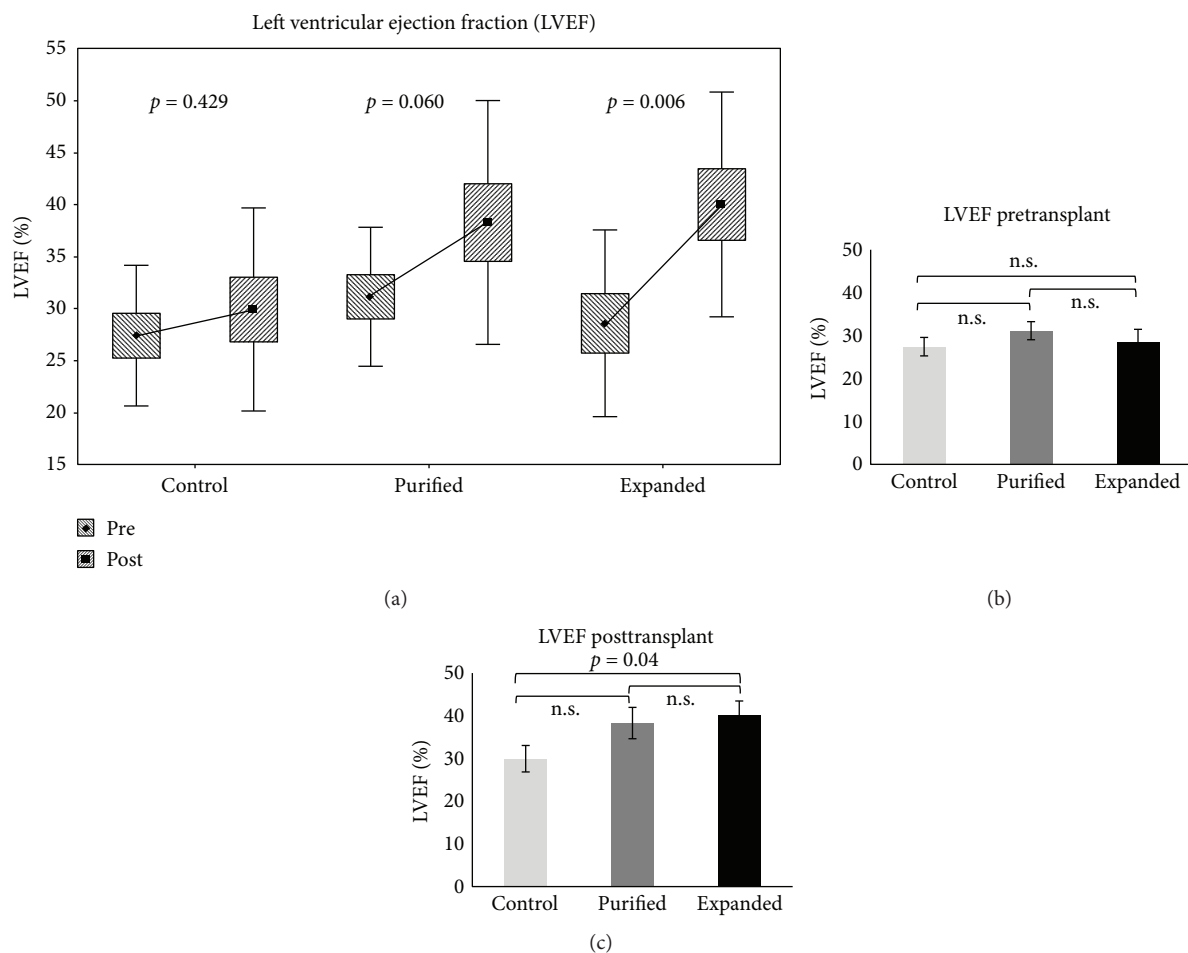 Left ventricular ejection fraction (LVEF)
55
50
45
40
35
30
25
20
15
LVEF (%)
p = 0.429
p = 0.060
p = 0.006
Control
Purified
Expanded
Pre
Post
(a)
LVEF pretransplant
50
40
30
20
10
0
LVEF (%)
n.s.
n.s.
n.s.
Control
Purified
Expanded
(b)
LVEF posttransplant
p = 0.04
50
40
30
20
10
0
LVEF (%)
n.s.
n.s.
Control
Purified
Expanded
(c)